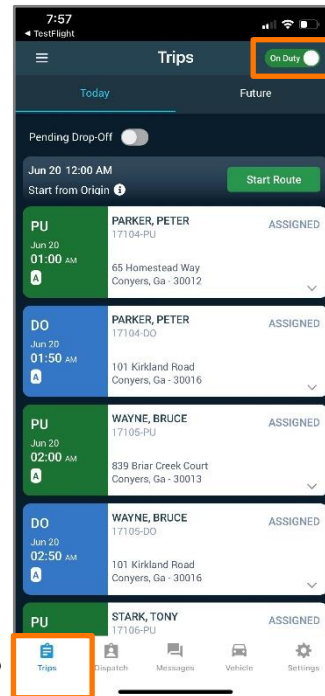 7:57
◄ TestFlight
Trips
On Duty
Today
Future
Pending Drop-Off
Jun 20 12:00 AM
Start from Origin
Start Route
PU
Jun 20
01:00 AM
A
PARKER, PETER
17104-PU
ASSIGNED
65 Homestead Way
Conyers, Ga - 30012
DO
Jun 20
01:50 AM
A
PARKER, PETER
17104-DO
ASSIGNED
101 Kirkland Road
Conyers, Ga - 30016
PU
Jun 20
02:00 AM
A
WAYNE, BRUCE
17105-PU
ASSIGNED
839 Briar Creek Court
Conyers, Ga - 30013
DO
Jun 20
02:50 AM
A
WAYNE, BRUCE
17105-DO
ASSIGNED
101 Kirkland Road
Conyers, Ga - 30016
PU
STARK, TONY
17106-PU
ASSIGNED
Trips
Dispatch
Messages
Vehicle
Settings